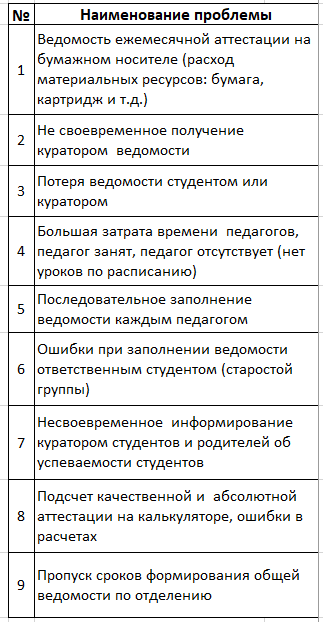 № Наименование проблемы
Ведомость ежемесячной аттестации на
бумажном носителе (расход
1
материальных ресурсов: бумага,
картридж и т.д.)
Не своевременное получение
2
куратором ведомости
Потеря ведомости студентом или
3
куратором
Большая затрата времени педагогов,
4 педагог занят, педагог отсутствует (нет
уроков по расписанию)
Последовательное заполнение
5
ведомости каждым педагогом
Ошибки при заполнении ведомости
6 ответственным студентом (старостой
группы)
Несвоевременное информирование
7 куратором студентов и родителей об
успеваемости студентов
Подсчет качественной и абсолютной
8 аттестации на калькуляторе, ошибки в
расчетах
Пропуск сроков формирования общей
9
ведомости по отделению